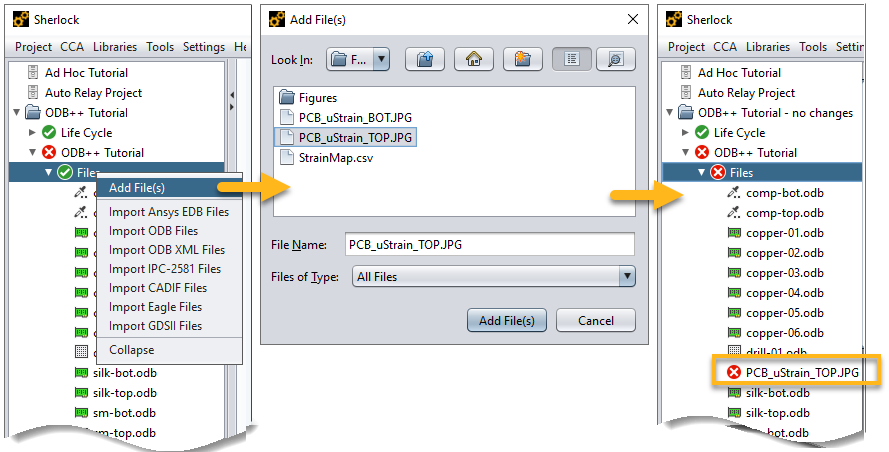 Sherlock
Project CCA Libraries Tools Settings He
Ad Hoc Tutorial
Auto Relay Project
ODB++ Tutorial
Life Cycle
ODB++ Tutorial
Files
Add File(s)
Import Ansys EDB Files
Import ODB Files
Import ODB XML Files
Import IPC-2581 Files
Import CADIF Files
Import Eagle Files
Import GDSII Files
Collapse
silk-bot.odb
silk-top.odb
sm-bot.odb
sm-top.odb
Add File(s)
Look In: F...
Figures
PCB_uStrain_BOT.JPG
PCB_uStrain_TOP.JPG
StrainMap.csv
File Name: PCB_uStrain_TOP.JPG
Files of Type: All Files
Add File(s) Cancel
Sherlock
Project CCA Libraries Tools Settin
Ad Hoc Tutorial
Auto Relay Project
ODB++ Tutorial - no changes
Life Cycle
ODB++ Tutorial
Files
comp-bot.odb
comp-top.odb
copper-01.odb
copper-02.odb
copper-03.odb
copper-04.odb
copper-05.odb
copper-06.odb
drill-01.odb
PCB_uStrain_TOP.JPG
silk-bot.odb
silk-top.odb
bot.odb